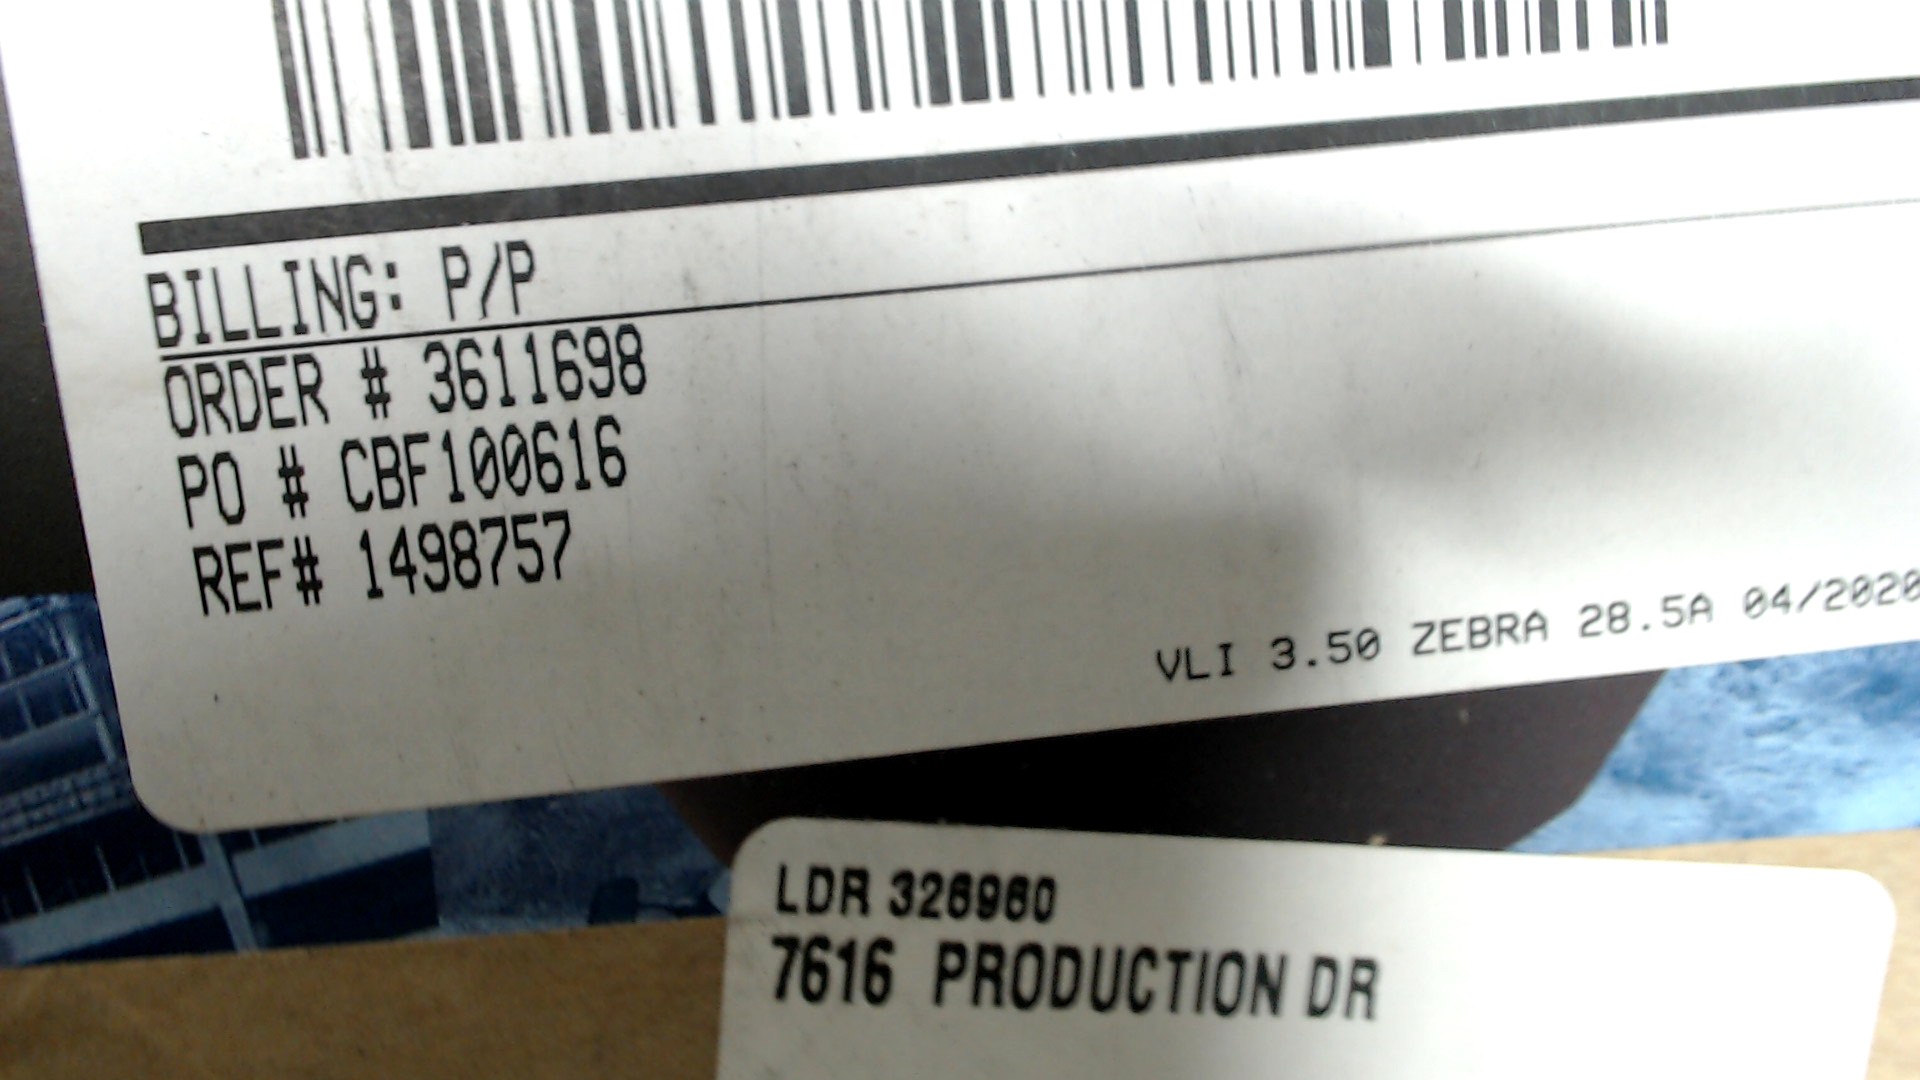 BILLING: P/P
ORDER # 3611698
PO # CBF100616
REF# 1498757
VLI 3.50 ZEBRA 28.5A 04/2020
LDR 326960
7616 PRODUCTION DR